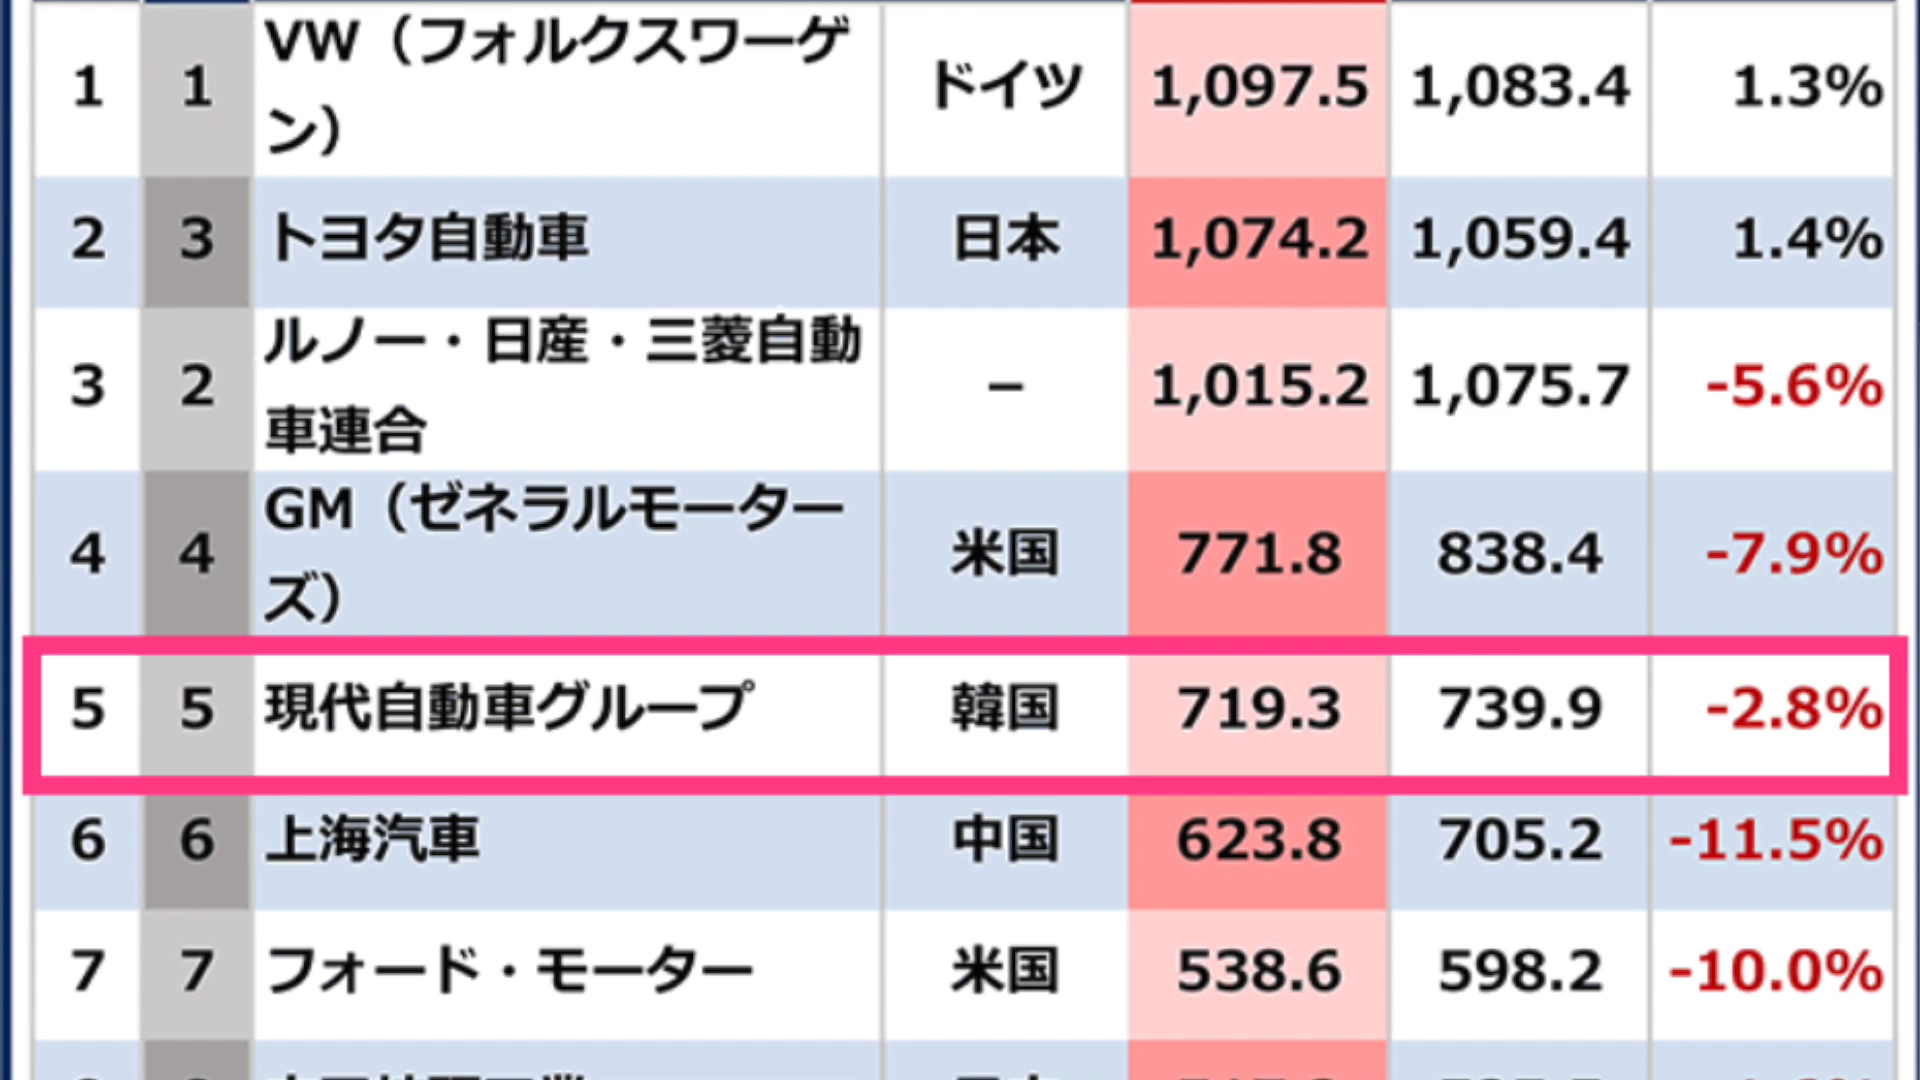 1 1 VW（フォルクスワーゲ
ン） ドイツ 1,097.5 1,083.4 1.3%
2 3 トヨタ自動車 日本 1,074.2 1,059.4 1.4%
3 2 ルノー・日産・三菱自動
車連合 － 1,015.2 1,075.7 -5.6%
4 4 GM（ゼネラルモーター
ズ） 米国 771.8 838.4 -7.9%
5 5 現代自動車グループ 韓国 719.3 739.9 -2.8%
6 6 上海汽車 中国 623.8 705.2 -11.5%
7 7 フォード・モーター 米国 538.6 598.2 -10.0%